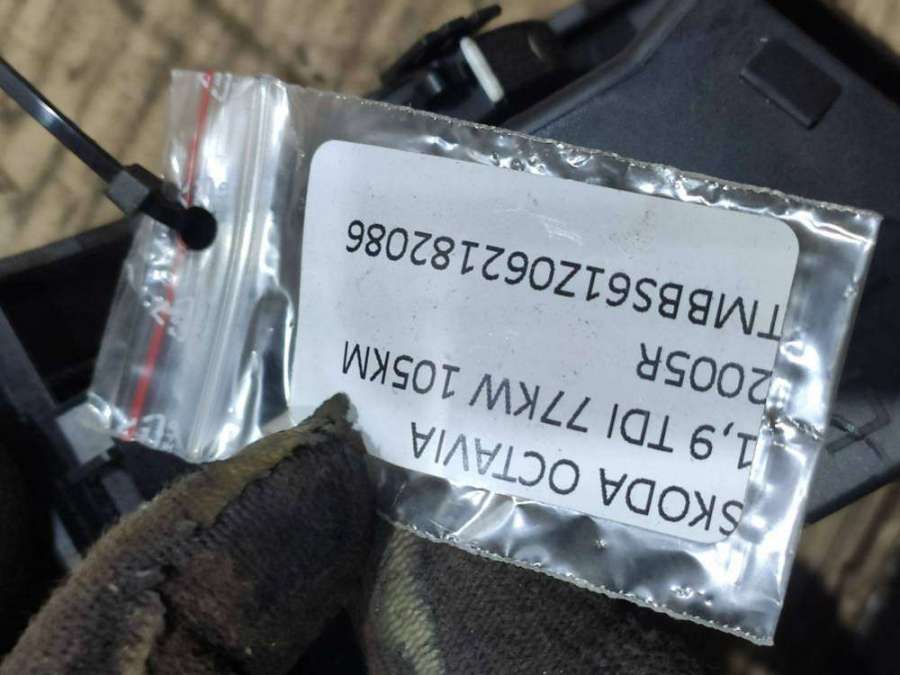 SKODA OCTAVIA
1,9 TDI 77KW 105KM
2005R
TMBBS61Z062182086